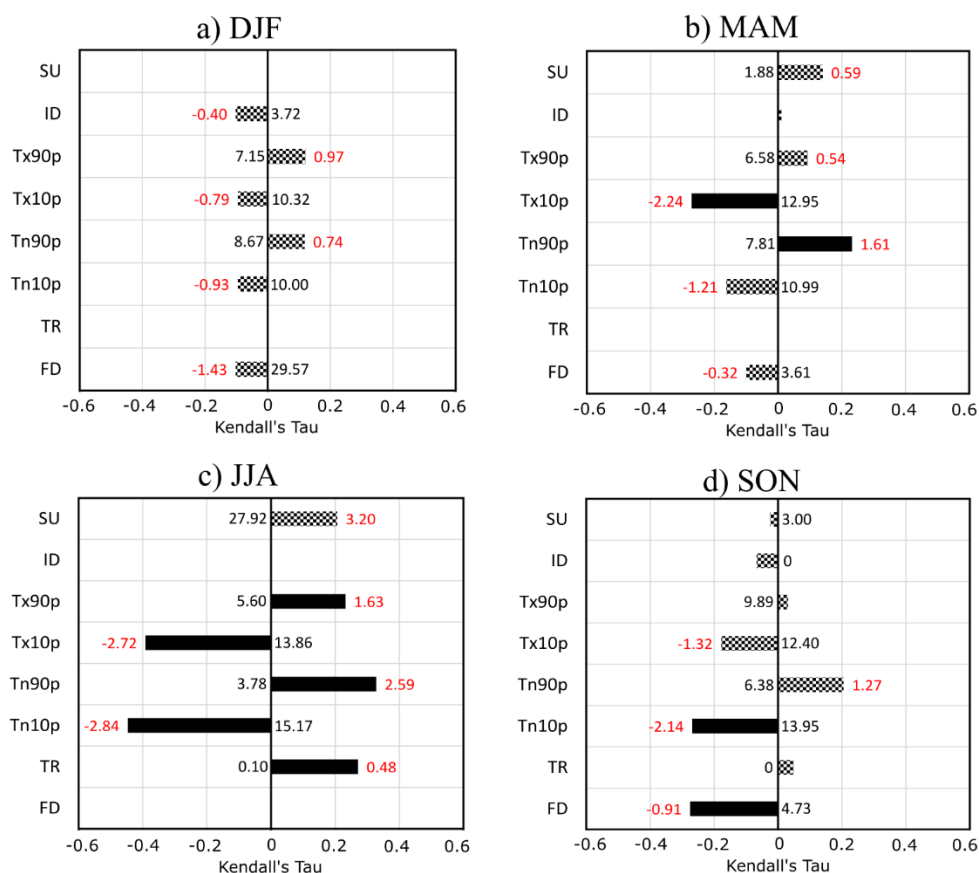 a) DJF
SU
ID -0.40 3.72
Tx90p 7.15 0.97
Tx10p -0.79 10.32
Tn90p 8.67 0.74
Tn10p -0.93 10.00
TR
FD -1.43 29.57
-0.6 -0.4 -0.2 0 0.2 0.4 0.6
Kendall's Tau
b) MAM
SU 1.88 0.59
ID
Tx90p 6.58 0.54
Tx10p -2.24 12.95
Tn90p 7.81 1.61
Tn10p -1.21 10.99
TR
FD -0.32 3.61
-0.6 -0.4 -0.2 0 0.2 0.4 0.6
Kendall's Tau
c) JJA
SU 27.92 3.20
ID
Tx90p 5.60 1.63
Tx10p -2.72 13.86
Tn90p 3.78 2.59
Tn10p -2.84 15.17
TR 0.10 0.48
FD
-0.6 -0.4 -0.2 0 0.2 0.4 0.6
Kendall's Tau
d) SON
SU 3.00
ID 0
Tx90p 9.89
Tx10p -1.32 12.40
Tn90p 6.38 1.27
Tn10p -2.14 13.95
TR 0
FD -0.91 4.73
-0.6 -0.4 -0.2 0 0.2 0.4 0.6
Kendall's Tau